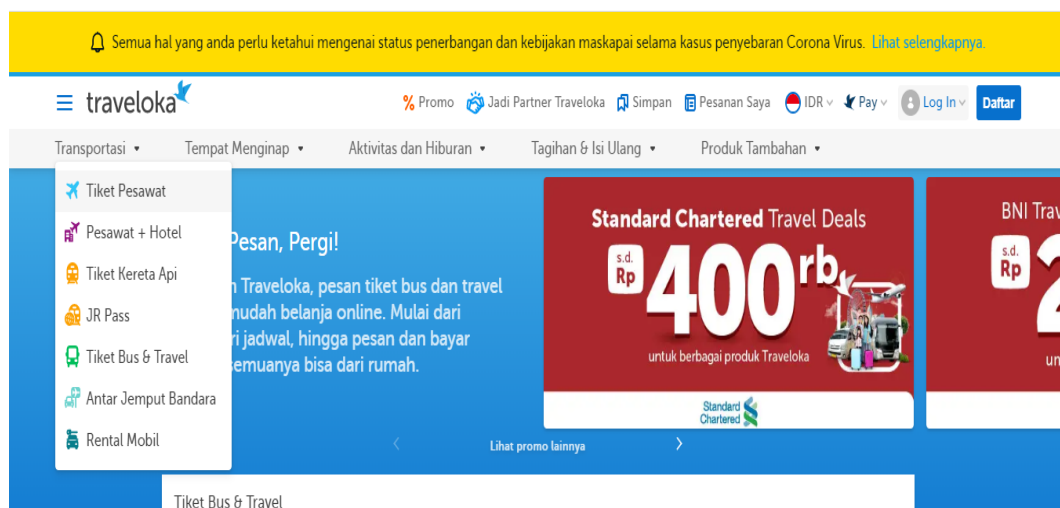 Semua hal yang anda perlu ketahui mengenai status penerbangan dan kebijakan maskapai selama kasus penyebaran Corona Virus. Lihat selengkapnya.
traveloka
% Promo Jadi Partner Traveloka Simpan Pesanan Saya IDR Pay Log In Daftar
Transportasi Tempat Menginap Aktivitas dan Hiburan Tagihan & Isi Ulang Produk Tambahan
Tiket Pesawat
Pesawat + Hotel
Tiket Kereta Api
JR Pass
Tiket Bus & Travel
Antar Jemput Bandara
Rental Mobil
Pesan, Pergi!
Traveloka, pesan tiket bus dan travel
mudah belanja online. Mulai dari
jadwal, hingga pesan dan bayar
semuanya bisa dari rumah.
Standard Chartered Travel Deals
s.d.
Rp 400rb
untuk berbagai produk Traveloka
Standard
Chartered
BNI Trav
s.d.
Rp 2
un
Lihat promo lainnya
Tiket Bus & Travel